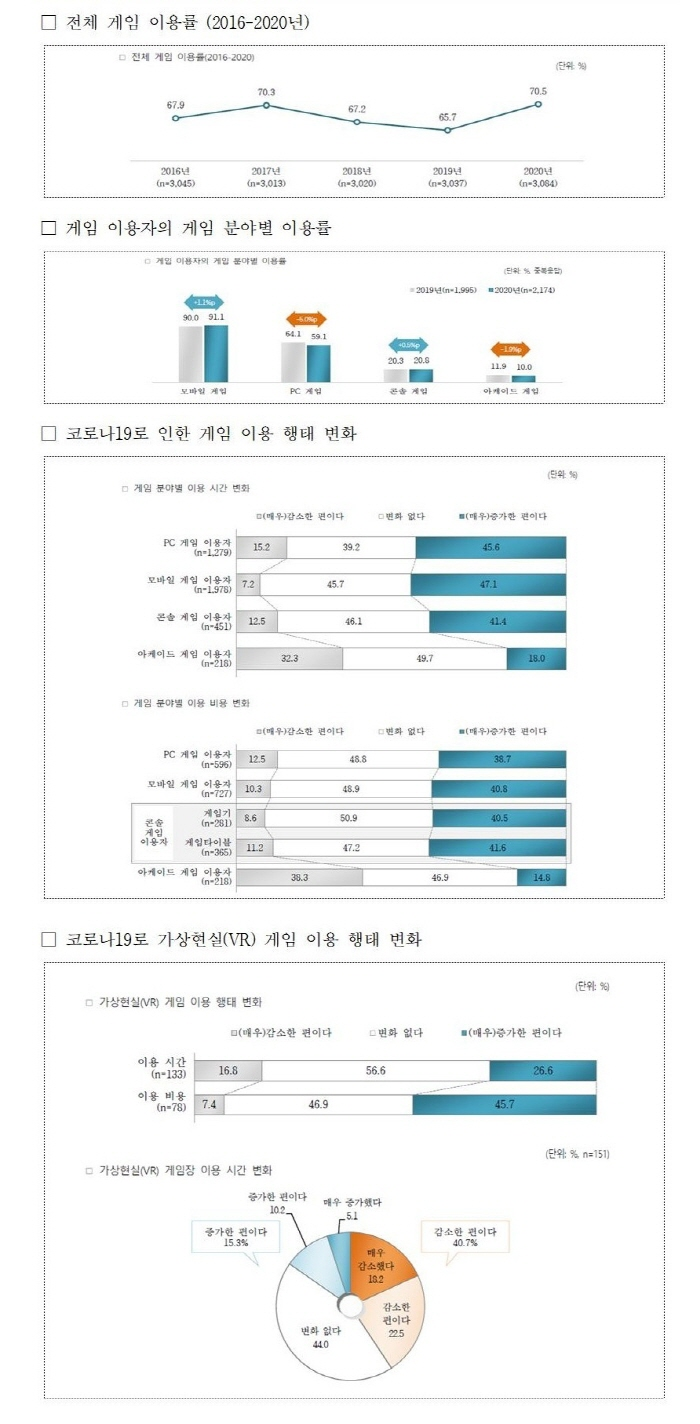 □ 전체 게임 이용률 (2016-2020년)
□ 전체 게임 이용률(2016-2020)
(단위: %)
67.9 70.3 67.2 65.7 70.5
2016년 2017년 2018년 2019년 2020년
(n=3,045) (n=3,013) (n=3,020) (n=3,037) (n=3,084)
□ 게임 이용자의 게임 분야별 이용률
□ 게임 이용자의 게임 분야별 이용률
(단위: %, 중복응답)
2019년(n=1,995) 2020년(n=2,174)
+1.2%p -5.0%p +0.5%p -1.9%p
90.0 91.1 64.1 59.1 20.3 20.8 11.9 10.0
모바일 게임 PC 게임 콘솔 게임 아케이드 게임
□ 코로나19로 인한 게임 이용 행태 변화
(단위: %)
□ 게임 분야별 이용 시간 변화
(매우)감소한 편이다 변화 없다 (매우)증가한 편이다
PC 게임 이용자
(n=1,279) 15.2 39.2 45.6
모바일 게임 이용자
(n=1,978) 7.2 45.7 47.1
콘솔 게임 이용자
(n=451) 12.5 46.1 41.4
아케이드 게임 이용자
(n=218) 32.3 49.7 18.0
□ 게임 분야별 이용 비용 변화
(매우)감소한 편이다 변화 없다 (매우)증가한 편이다
PC 게임 이용자
(n=596) 12.5 48.8 38.7
모바일 게임 이용자
(n=727) 10.3 48.9 40.8
콘솔
게임
이용자
게임기
(n=281) 8.6 50.9 40.5
게임타이틀
(n=365) 11.2 47.2 41.6
아케이드 게임 이용자
(n=218) 38.3 46.9 14.8
□ 코로나19로 가상현실(VR) 게임 이용 행태 변화
(단위: %)
□ 가상현실(VR) 게임 이용 행태 변화
(매우)감소한 편이다 변화 없다 (매우)증가한 편이다
이용 시간
(n=133) 16.8 56.6 26.6
이용 비용
(n=78) 7.4 46.9 45.7
(단위: %, n=151)
□ 가상현실(VR) 게임장 이용 시간 변화
증가한 편이다
10.2
매우 증가했다
5.1
증가한 편이다
15.3%
감소한 편이다
40.7%
매우
감소했다
18.2
감소한
편이다
22.5
변화 없다
44.0